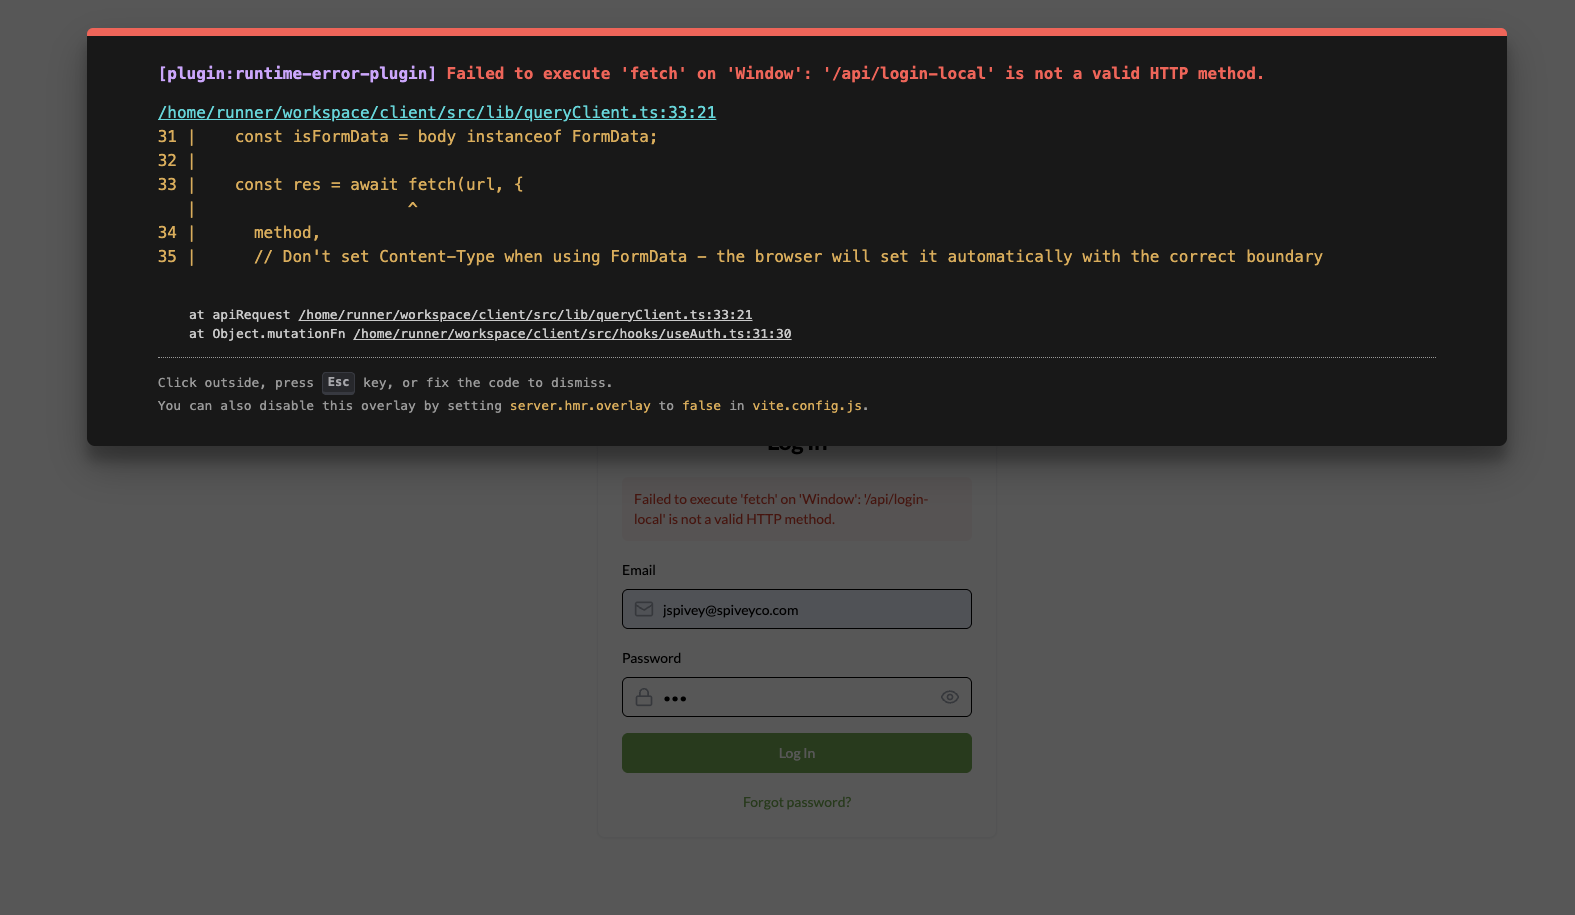 [plugin:runtime-error-plugin] Failed to execute 'fetch' on 'Window': '/api/login-local' is not a valid HTTP method.
/home/runner/workspace/client/src/lib/queryClient.ts:33:21
31 |    const isFormData = body instanceof FormData;
32 |
33 |    const res = await fetch(url, {
   |                      ^
34 |      method,
35 |      // Don't set Content-Type when using FormData - the browser will set it automatically with the correct boundary
at apiRequest /home/runner/workspace/client/src/lib/queryClient.ts:33:21
at Object.mutationFn /home/runner/workspace/client/src/hooks/useAuth.ts:31:30
Click outside, press Esc key, or fix the code to dismiss.
You can also disable this overlay by setting server.hmr.overlay to false in vite.config.js.
Log In
Failed to execute 'fetch' on 'Window': '/api/login-
local' is not a valid HTTP method.
Email
jspivey@spiveyco.com
Password
•••
Log In
Forgot password?